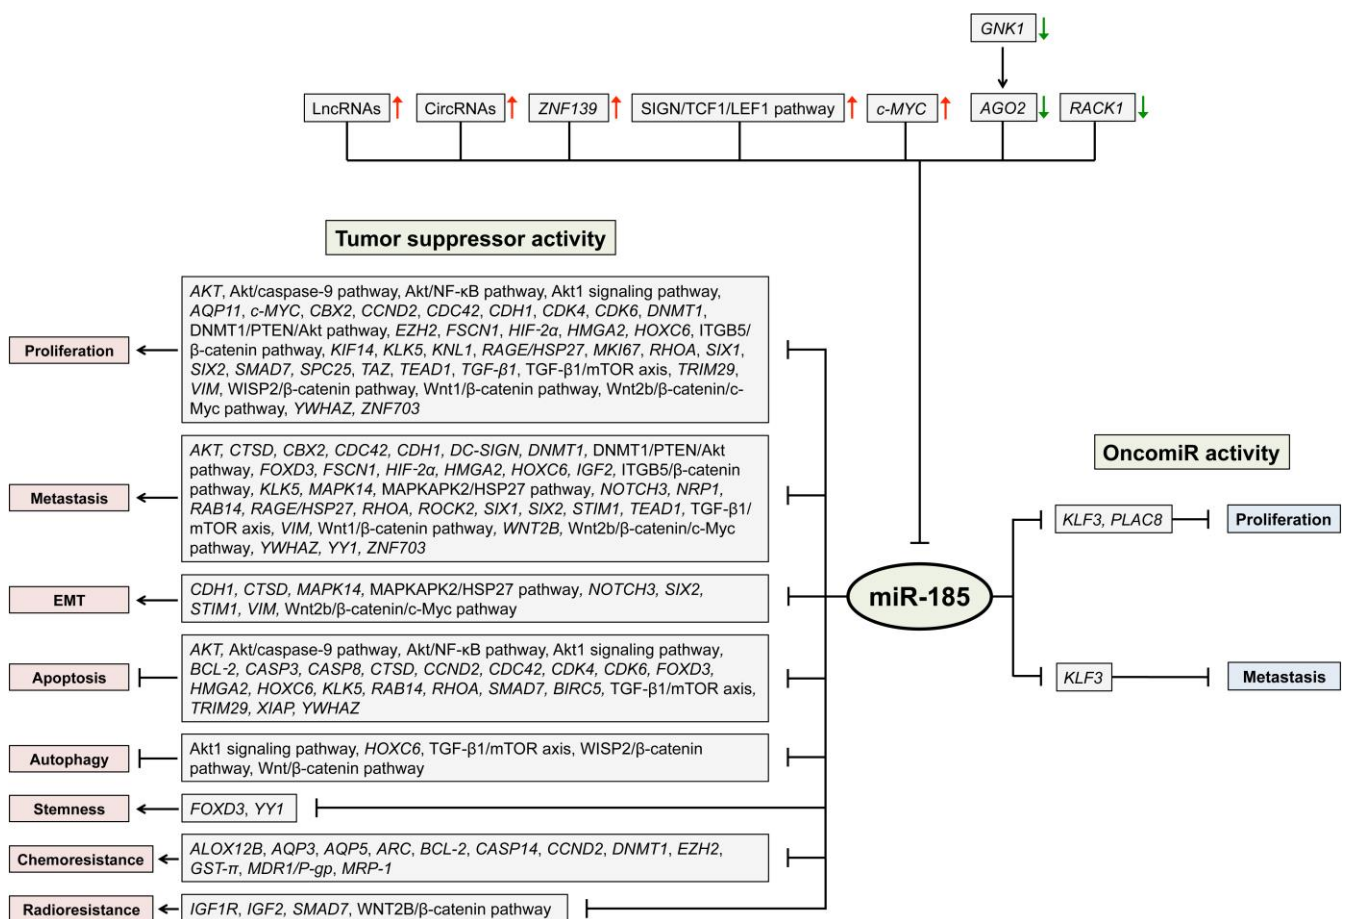 GNK1
LncRNAs
CircRNAs
ZNF139
SIGN/TCF1/LEF1 pathway
c-MYC
AGO2
RACK1
Tumor suppressor activity
Proliferation
AKT, Akt/caspase-9 pathway, Akt/NF-κB pathway, Akt1 signaling pathway,
AQP11, c-MYC, CBX2, CCND2, CDC42, CDH1, CDK4, CDK6, DNMT1,
DNMT1/PTEN/Akt pathway, EZH2, FSCN1, HIF-2α, HMGA2, HOXC6, ITGB5/
β-catenin pathway, KIF14, KLK5, KNL1, RAGE/HSP27, MKI67, RHOA, SIX1,
SIX2, SMAD7, SPC25, TAZ, TEAD1, TGF-β1, TGF-β1/mTOR axis, TRIM29,
VIM, WISP2/β-catenin pathway, Wnt1/β-catenin pathway, Wnt2b/β-catenin/c-
Myc pathway, YWHAZ, ZNF703
Metastasis
AKT, CTSD, CBX2, CDC42, CDH1, DC-SIGN, DNMT1, DNMT1/PTEN/Akt
pathway, FOXD3, FSCN1, HIF-2α, HMGA2, HOXC6, IGF2, ITGB5/β-catenin
pathway, KLK5, MAPK14, MAPKAPK2/HSP27 pathway, NOTCH3, NRP1,
RAB14, RAGE/HSP27, RHOA, ROCK2, SIX1, SIX2, STIM1, TEAD1, TGF-β1/
mTOR axis, VIM, Wnt1/β-catenin pathway, WNT2B, Wnt2b/β-catenin/c-Myc
pathway, YWHAZ, YY1, ZNF703
EMT
CDH1, CTSD, MAPK14, MAPKAPK2/HSP27 pathway, NOTCH3, SIX2,
STIM1, VIM, Wnt2b/β-catenin/c-Myc pathway
Apoptosis
AKT, Akt/caspase-9 pathway, Akt/NF-κB pathway, Akt1 signaling pathway,
BCL-2, CASP3, CASP8, CTSD, CCND2, CDC42, CDK4, CDK6, FOXD3,
HMGA2, HOXC6, KLK5, RAB14, RHOA, SMAD7, BIRC5, TGF-β1/mTOR axis,
TRIM29, XIAP, YWHAZ
Autophagy
Akt1 signaling pathway, HOXC6, TGF-β1/mTOR axis, WISP2/β-catenin
pathway, Wnt/β-catenin pathway
Stemness
FOXD3, YY1
Chemoresistance
ALOX12B, AQP3, AQP5, ARC, BCL-2, CASP14, CCND2, DNMT1, EZH2,
GST-π, MDR1/P-gp, MRP-1
Radioresistance
IGF1R, IGF2, SMAD7, WNT2B/β-catenin pathway
miR-185
OncomiR activity
KLF3, PLAC8
Proliferation
KLF3
Metastasis